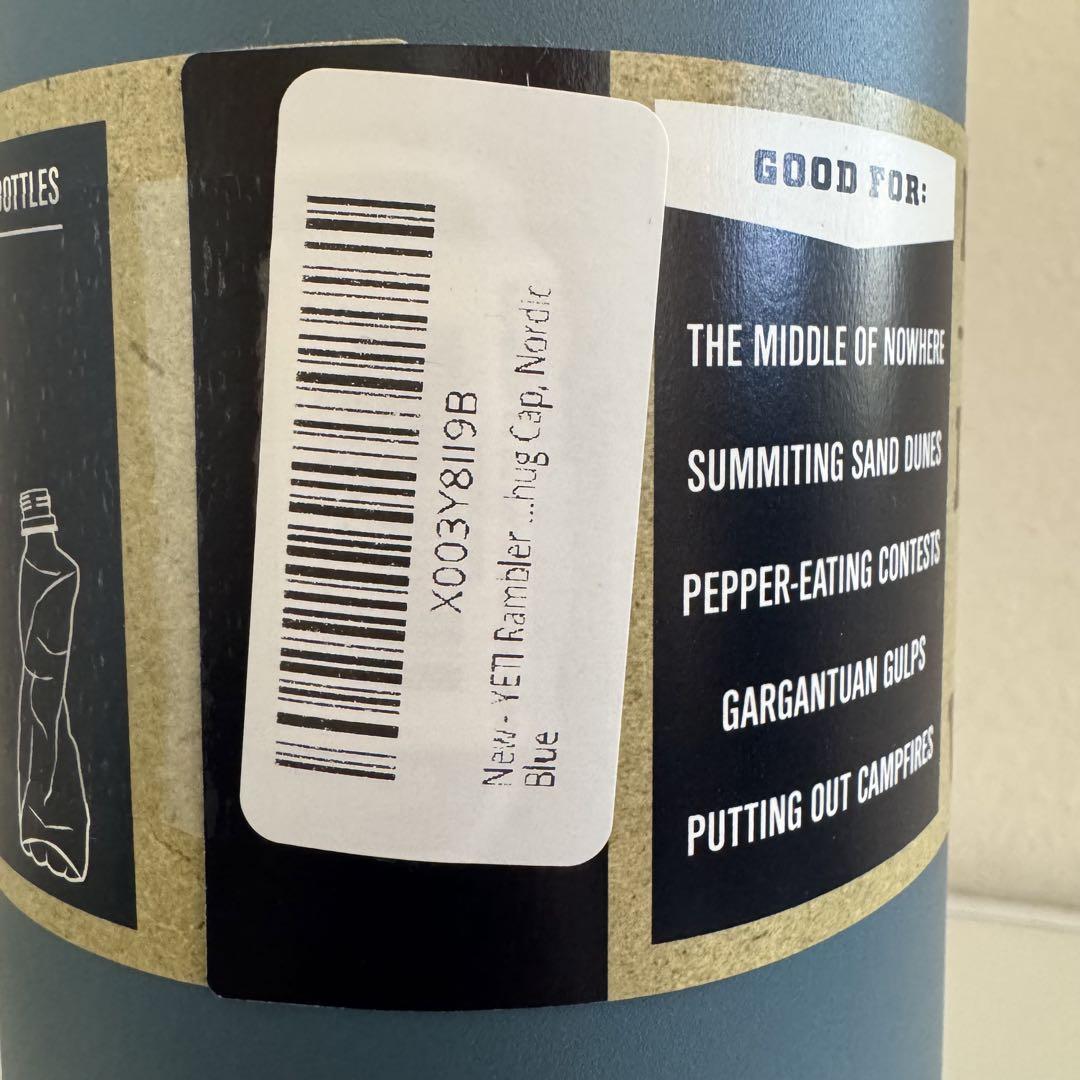 BOTTLES
X003Y8II9B
New - YETI Rambler ...hug Cap, Nordic
Blue
GOOD FOR:
THE MIDDLE OF NOWHERE
SUMMITING SAND DUNES
PEPPER-EATING CONTESTS
GARGANTUAN GULPS
PUTTING OUT CAMPFIRES